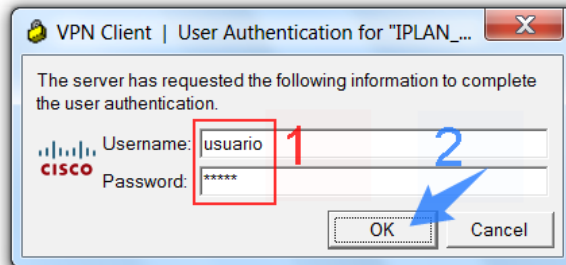 VPN Client | User Authentication for "IPLAN_... X
The server has requested the following information to complete
the user authentication.
Username: usuario 1 2
CISCO
Password: *****
OK Cancel